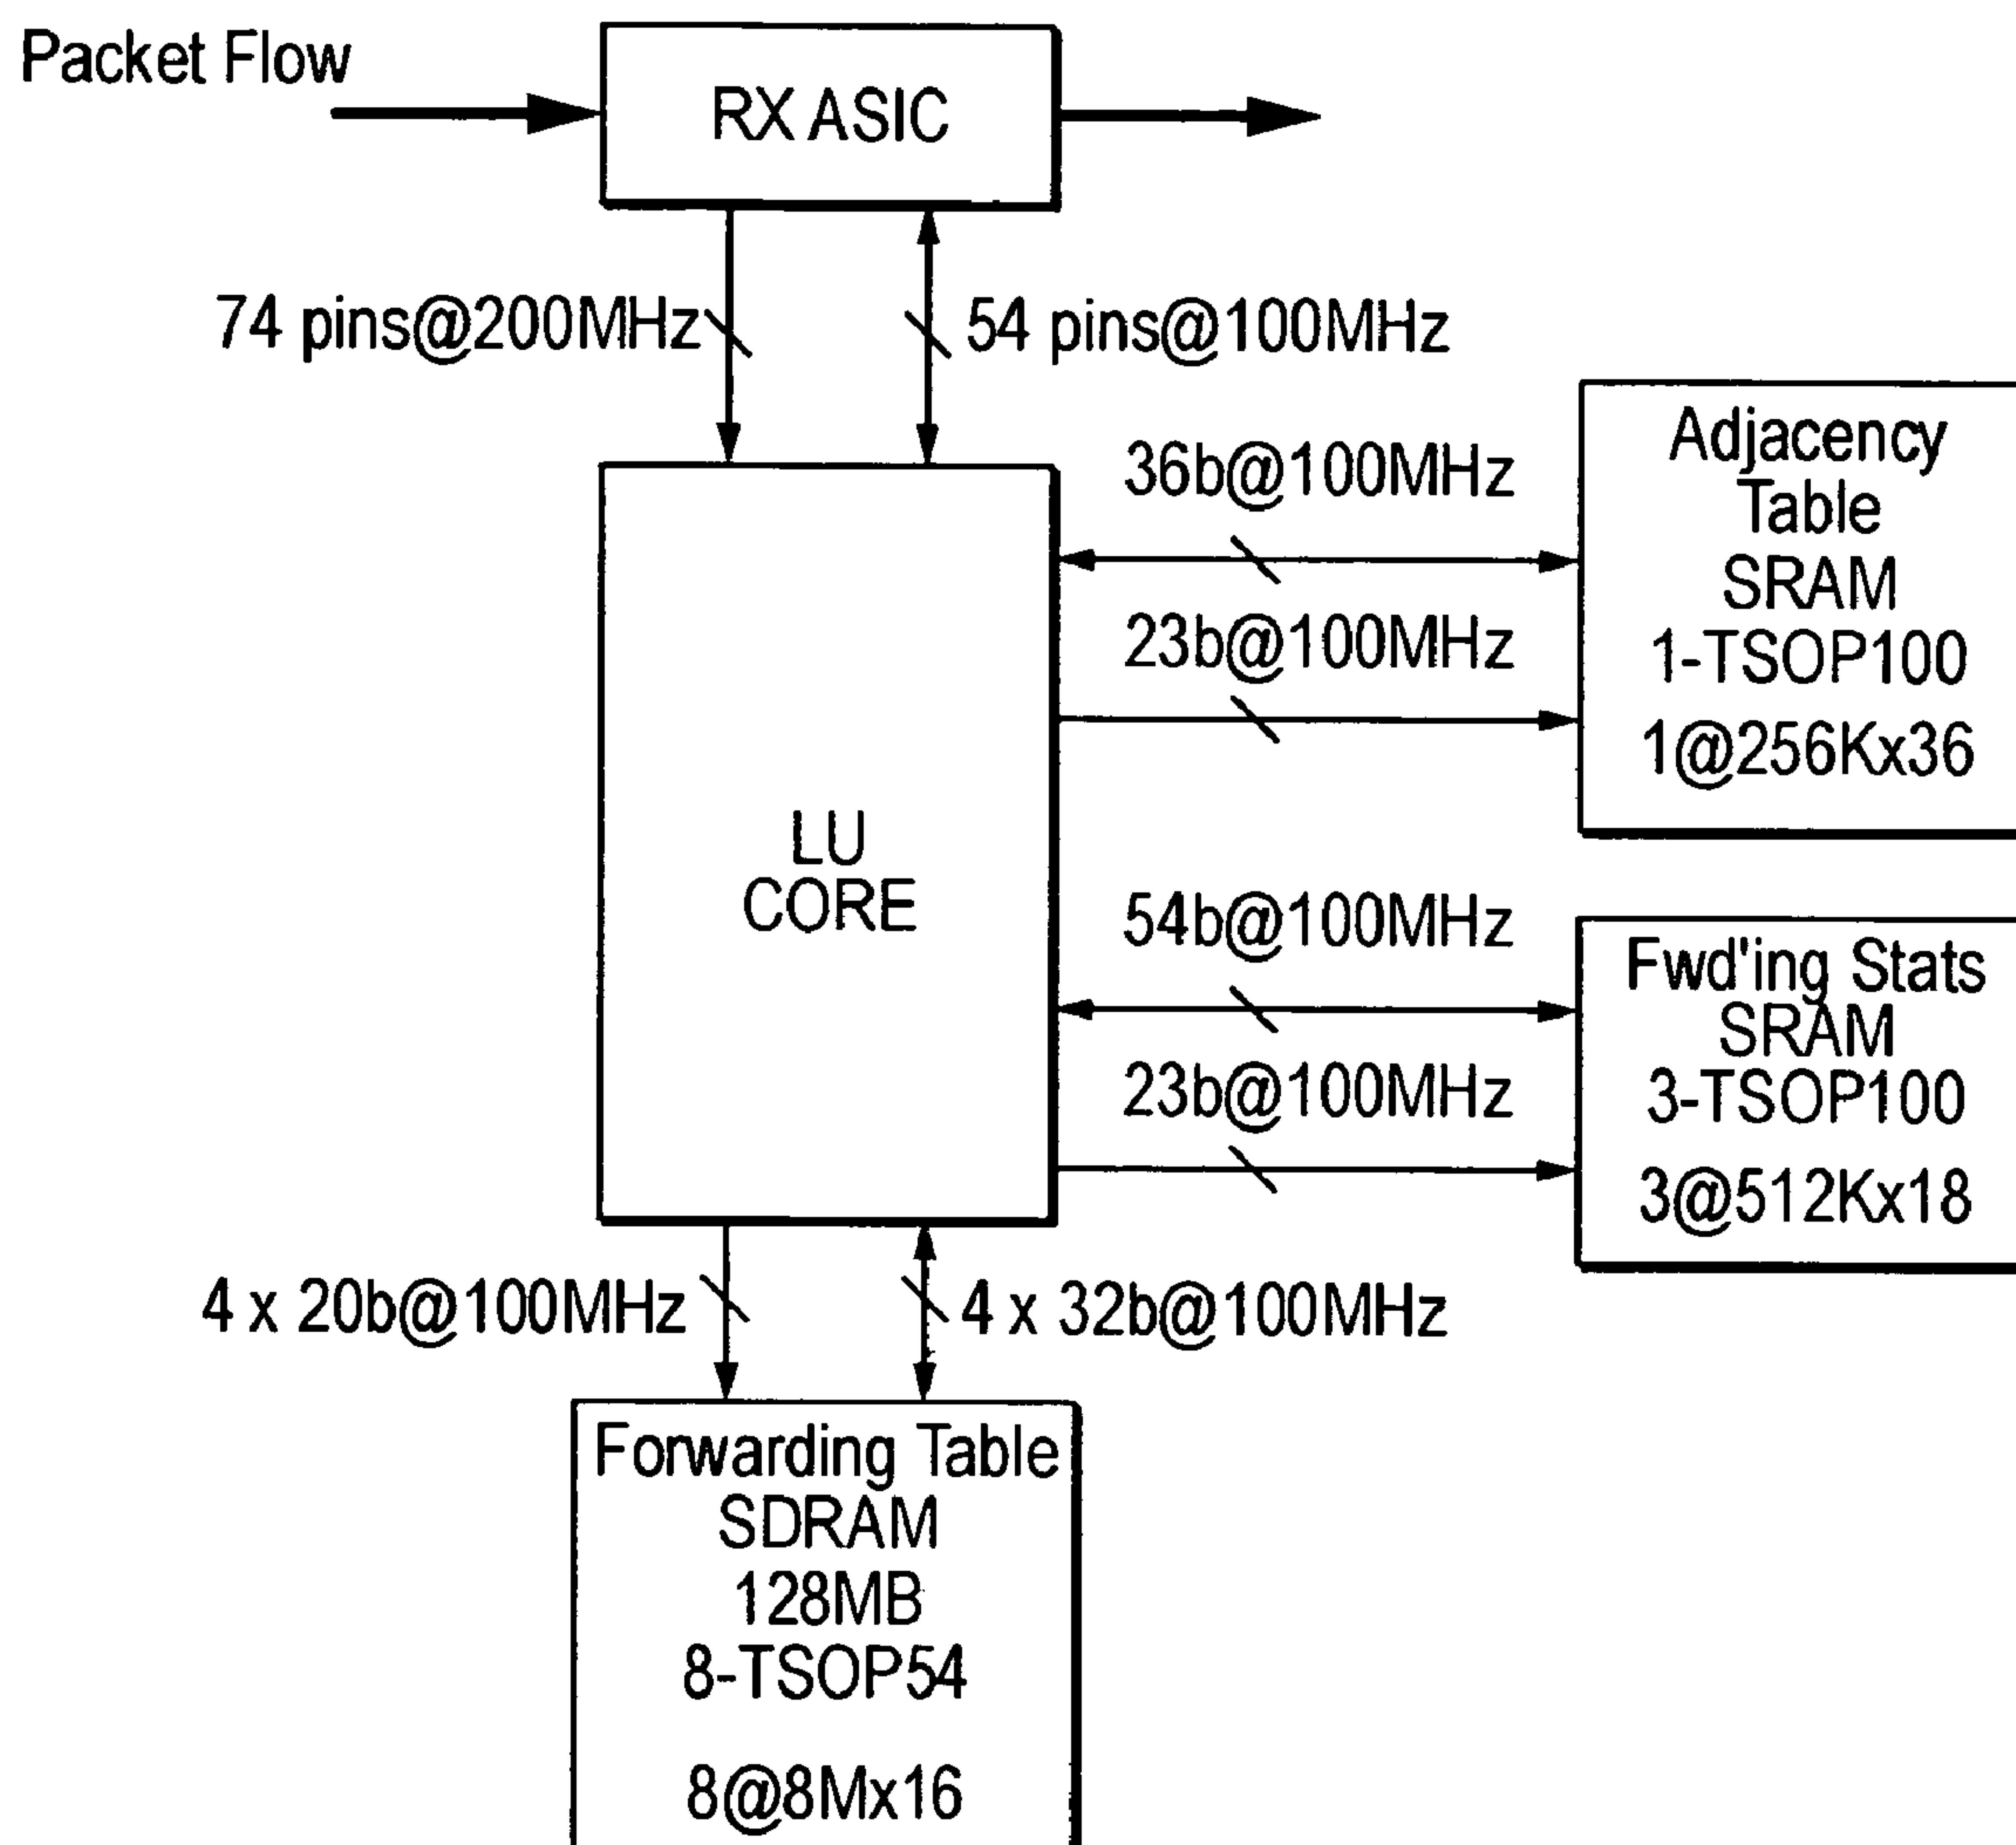 Packet Flow
RX ASIC
74 pins@200MHz
54 pins@100MHz
36b@100MHz
23b@100MHz
Adjacency
Table
SRAM
1-TSOP100
1@256Kx36
LU
CORE
54b@100MHz
23b@100MHz
Fwd'ing Stats
SRAM
3-TSOP100
3@512Kx18
4 x 20b@100MHz
4 x 32b@100MHz
Forwarding Table
SDRAM
128MB
8-TSOP54
8@8Mx16